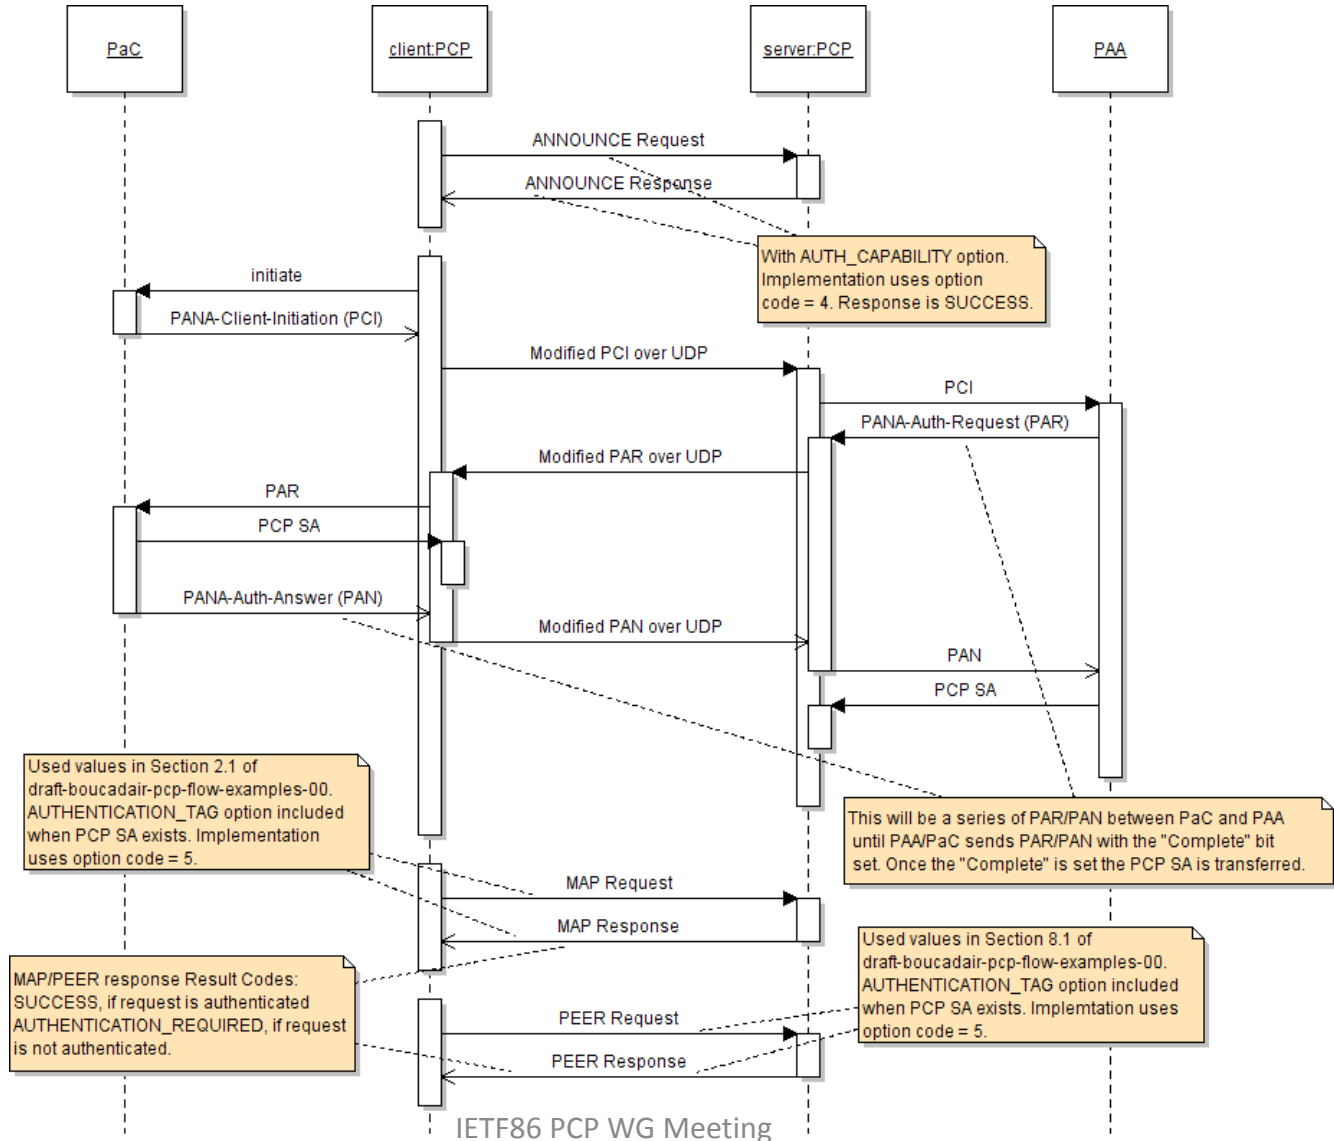 PaC
client:PCP
server:PCP
PAA
ANNOUNCE Request
ANNOUNCE Response
With AUTH_CAPABILITY option.
Implementation uses option
code = 4. Response is SUCCESS.
initiate
PANA-Client-Initiation (PCI)
Modified PCI over UDP
PCI
PANA-Auth-Request (PAR)
Modified PAR over UDP
PAR
PCP SA
PANA-Auth-Answer (PAN)
Modified PAN over UDP
PAN
PCP SA
Used values in Section 2.1 of
draft-boucadair-pcp-flow-examples-00.
AUTHENTICATION_TAG option included
when PCP SA exists. Implementation
uses option code = 5.
This will be a series of PAR/PAN between PaC and PAA
until PAA/PaC sends PAR/PAN with the "Complete" bit
set. Once the "Complete" is set the PCP SA is transferred.
MAP Request
MAP Response
Used values in Section 8.1 of
draft-boucadair-pcp-flow-examples-00.
AUTHENTICATION_TAG option included
when PCP SA exists. Implemtation uses
option code = 5.
MAP/PEER response Result Codes:
SUCCESS, if request is authenticated
AUTHENTICATION_REQUIRED, if request
is not authenticated.
PEER Request
PEER Response
IETF86 PCP WG Meeting